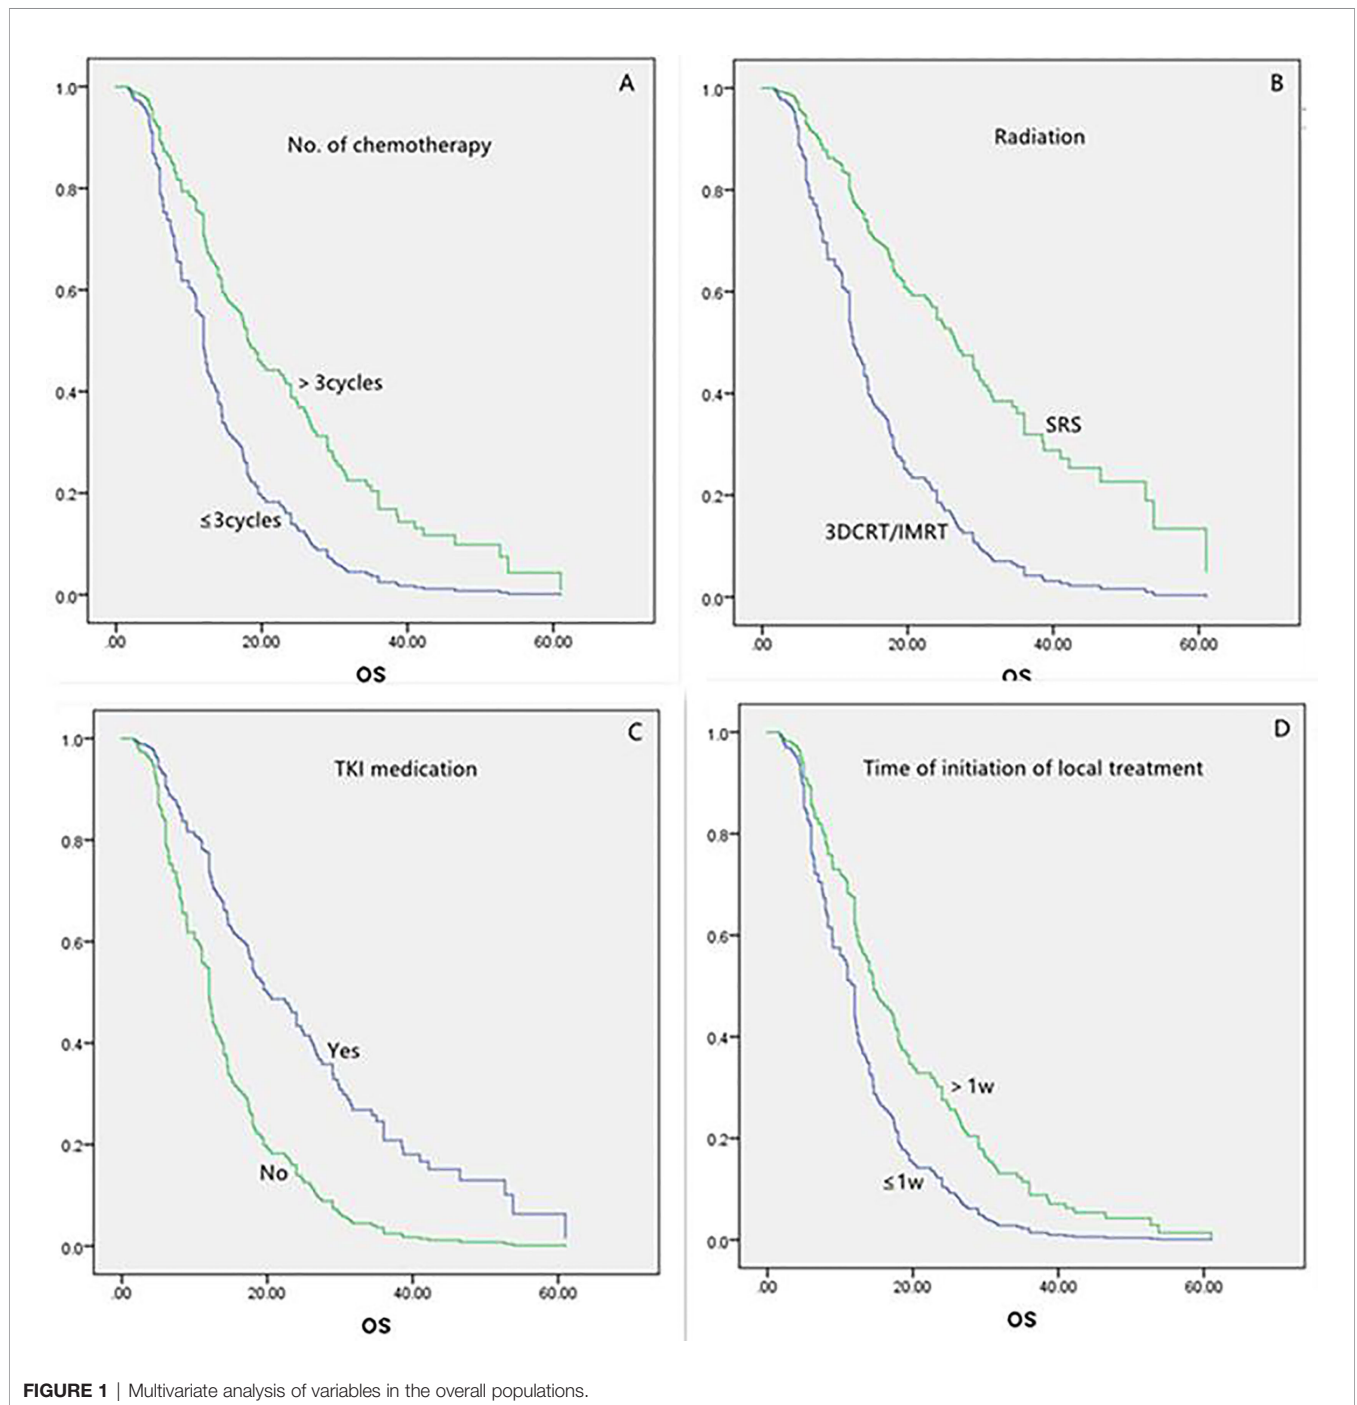 A
No. of chemotherapy
1.0
0.8
0.6
0.4
0.2
0.0
> 3cycles
≤3cycles
.00 20.00 40.00 60.00
OS
B
Radiation
1.0
0.8
0.6
0.4
0.2
0.0
SRS
3DCRT/IMRT
.00 20.00 40.00 60.00
OS
C
TKI medication
1.0
0.8
0.6
0.4
0.2
0.0
Yes
No
.00 20.00 40.00 60.00
OS
D
Time of initiation of local treatment
1.0
0.8
0.6
0.4
0.2
0.0
> 1w
≤1w
.00 20.00 40.00 60.00
OS
FIGURE 1 | Multivariate analysis of variables in the overall populations.